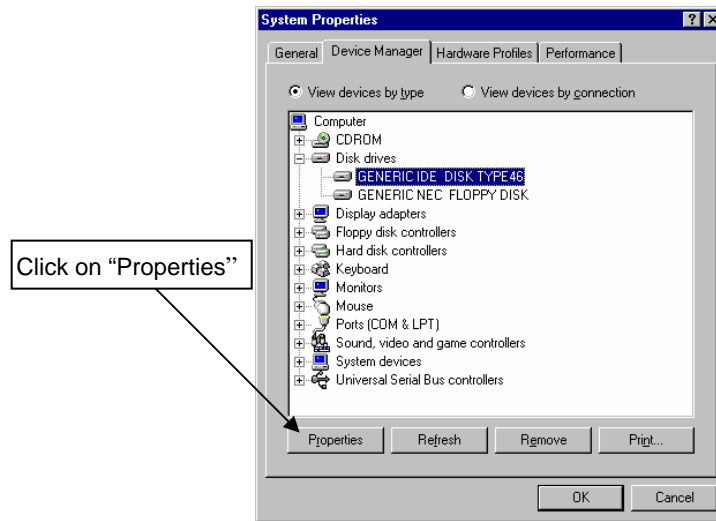 System Properties
General Device Manager Hardware Profiles Performance
View devices by type View devices by connection
Computer
CDROM
Disk drives
GENERIC IDE DISK TYPE46
GENERIC NEC FLOPPY DISK
Display adapters
Floppy disk controllers
Hard disk controllers
Keyboard
Monitors
Mouse
Ports (COM & LPT)
Sound, video and game controllers
System devices
Universal Serial Bus controllers
Click on “Properties”
Properties Refresh Remove Print...
OK Cancel